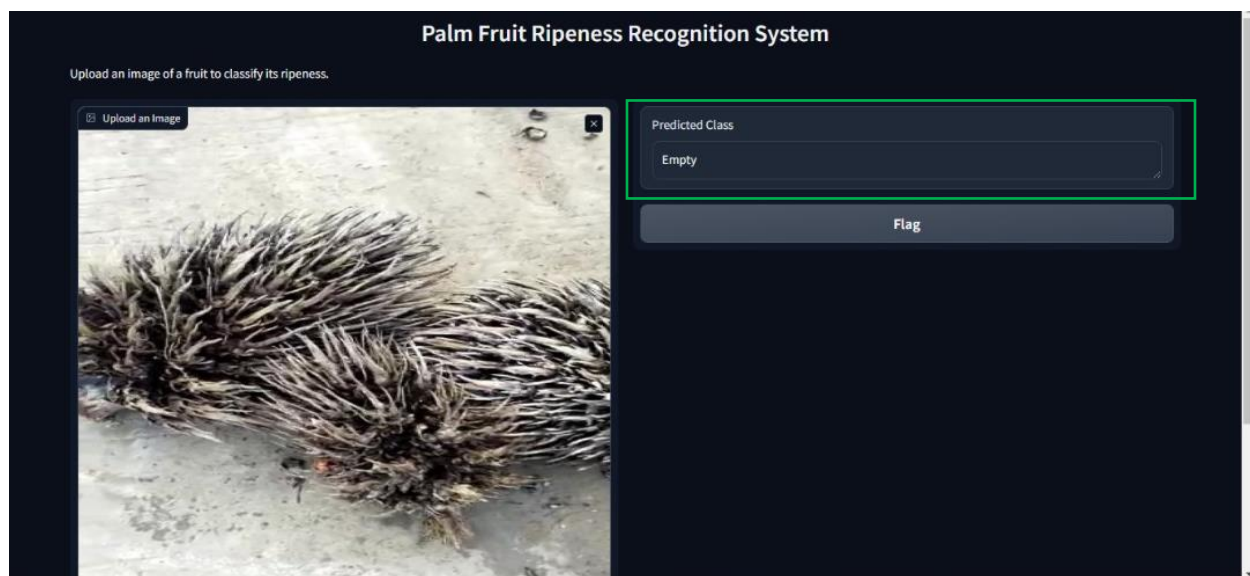 Palm Fruit Ripeness Recognition System
Upload an image of a fruit to classify its ripeness.
Upload an Image
Predicted Class
Empty
Flag